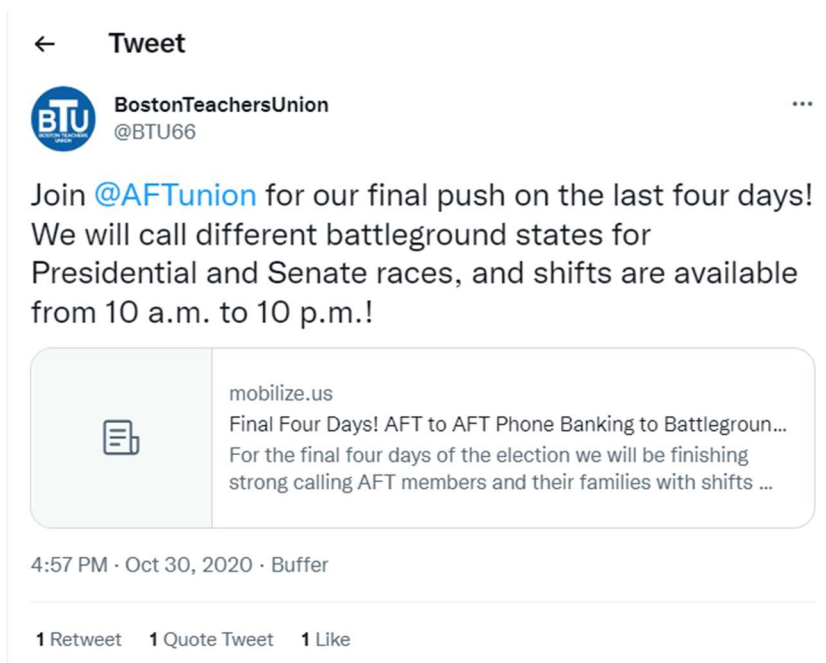 ← Tweet
BTU
BOSTON TEACHERS
UNION
BostonTeachersUnion
@BTU66
Join @AFTunion for our final push on the last four days!
We will call different battleground states for
Presidential and Senate races, and shifts are available
from 10 a.m. to 10 p.m.!
mobilize.us
Final Four Days! AFT to AFT Phone Banking to Battlegroun...
For the final four days of the election we will be finishing
strong calling AFT members and their families with shifts ...
4:57 PM · Oct 30, 2020 · Buffer
1 Retweet 1 Quote Tweet 1 Like